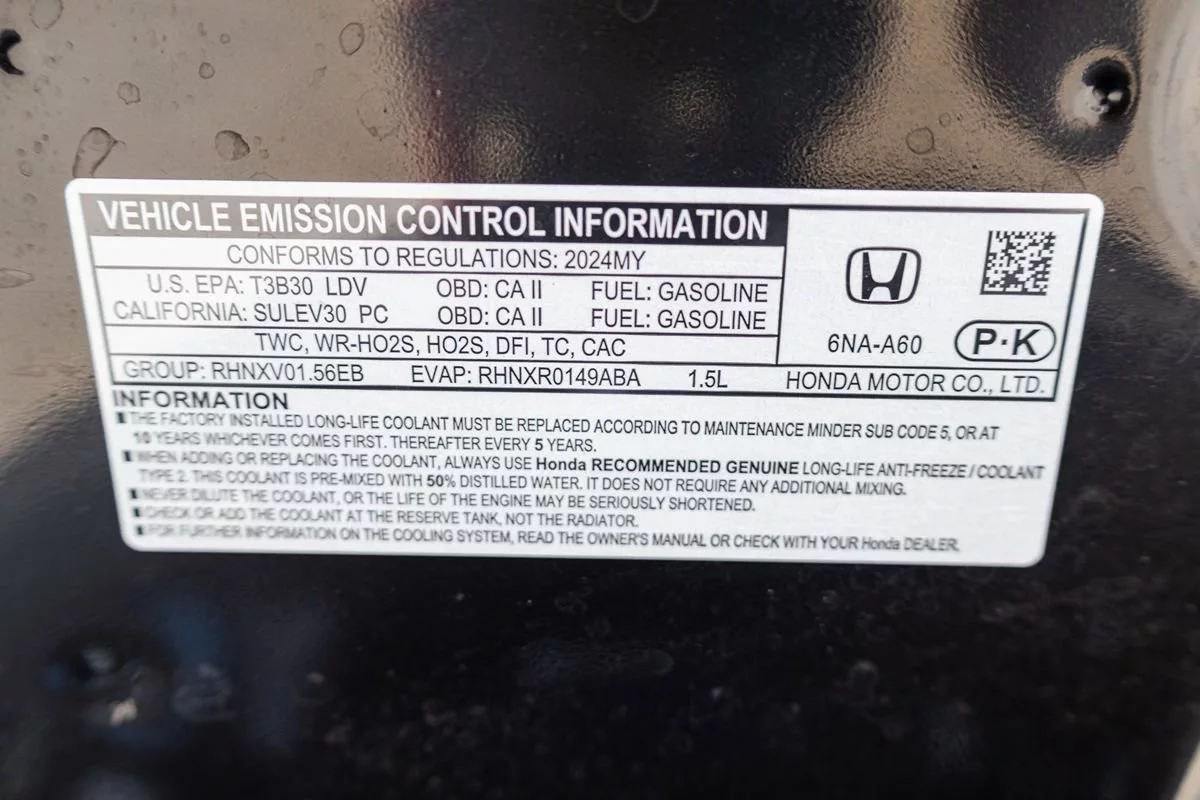 VEHICLE EMISSION CONTROL INFORMATION
CONFORMS TO REGULATIONS: 2024MY
U.S. EPA: T3B30 LDV OBD: CA II FUEL: GASOLINE
CALIFORNIA: SULEV30 PC OBD: CA II FUEL: GASOLINE
TWC, WR-HO2S, HO2S, DFI, TC, CAC
6NA-A60 P·K
GROUP: RHNXV01.56EB EVAP: RHNXR0149ABA 1.5L HONDA MOTOR CO., LTD.
INFORMATION
THE FACTORY INSTALLED LONG-LIFE COOLANT MUST BE REPLACED ACCORDING TO MAINTENANCE MINDER SUB CODE 5, OR AT
10 YEARS WHICHEVER COMES FIRST. THEREAFTER EVERY 5 YEARS.
WHEN ADDING OR REPLACING THE COOLANT, ALWAYS USE Honda RECOMMENDED GENUINE LONG-LIFE ANTI-FREEZE / COOLANT
TYPE 2. THIS COOLANT IS PRE-MIXED WITH 50% DISTILLED WATER. IT DOES NOT REQUIRE ANY ADDITIONAL MIXING.
NEVER DILUTE THE COOLANT, OR THE LIFE OF THE ENGINE MAY BE SERIOUSLY SHORTENED.
CHECK OR ADD THE COOLANT AT THE RESERVE TANK, NOT THE RADIATOR.
FOR FURTHER INFORMATION ON THE COOLING SYSTEM, READ THE OWNER'S MANUAL OR CHECK WITH YOUR Honda DEALER.